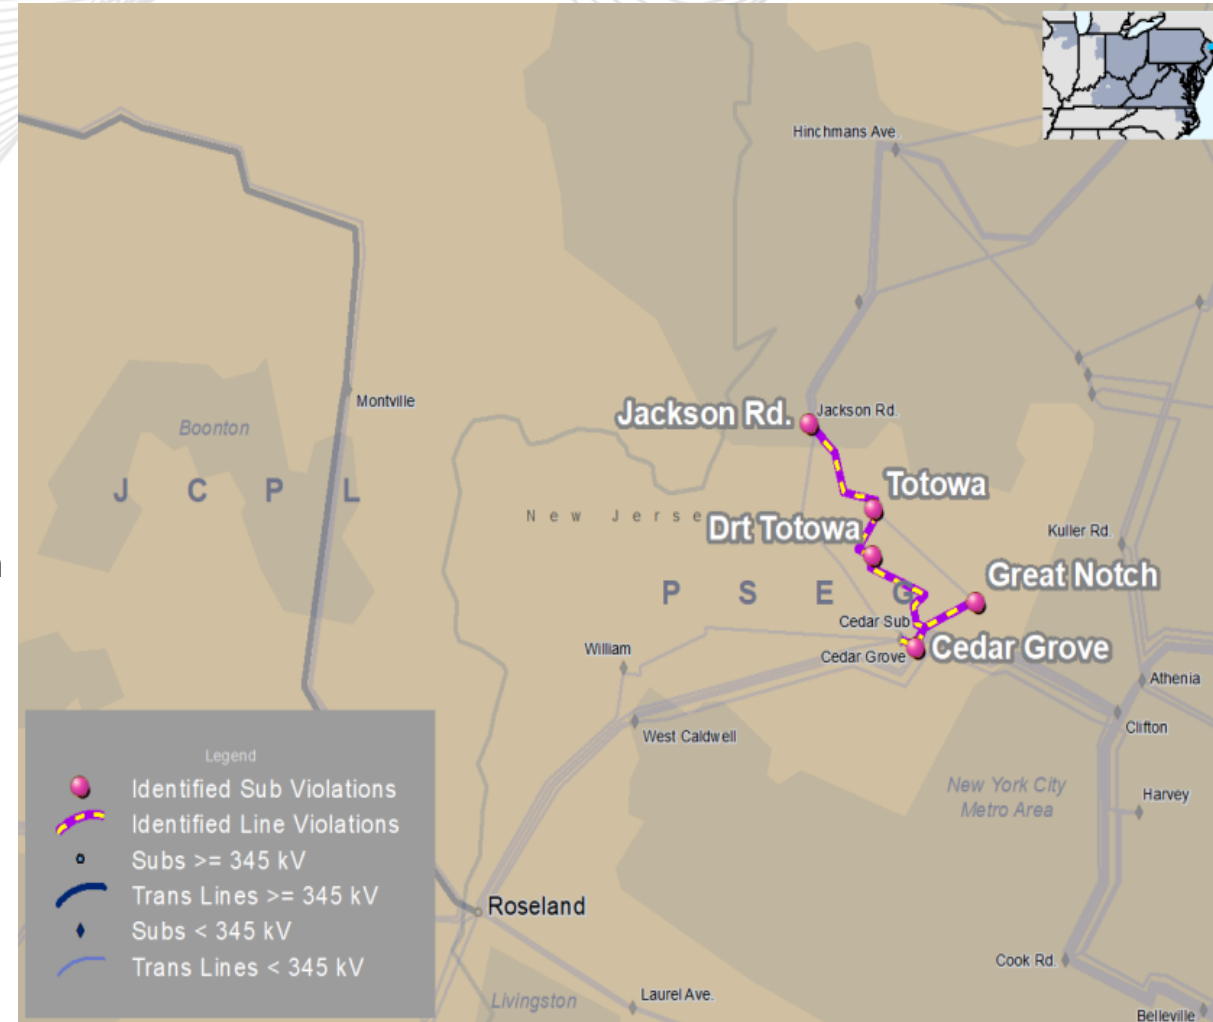 Hinchmans Ave.
Montville
Boonton
J C P L
Jackson Rd.
Jackson Rd.
Totowa
Drt Totowa
New Jerse
Kuller Rd.
Great Notch
P S E G
Cedar Sub
William
Cedar Grove
Cedar Grove
Athenia
Clifton
West Caldwell
New York City
Metro Area
Harvey
Legend
Identified Sub Violations
Identified Line Violations
Subs >= 345 kV
Trans Lines >= 345 kV
Subs < 345 kV
Trans Lines < 345 kV
Roseland
Cook Rd.
Livingston
Laurel Ave.
Belleville